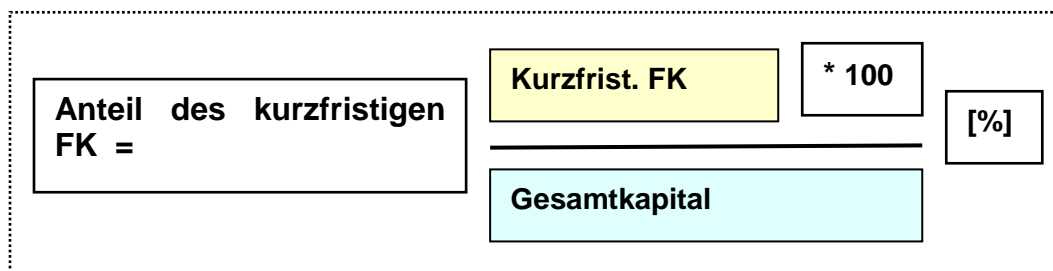 Anteil des kurzfristigen
FK =
Kurzfrist. FK
* 100
Gesamtkapital
[%]